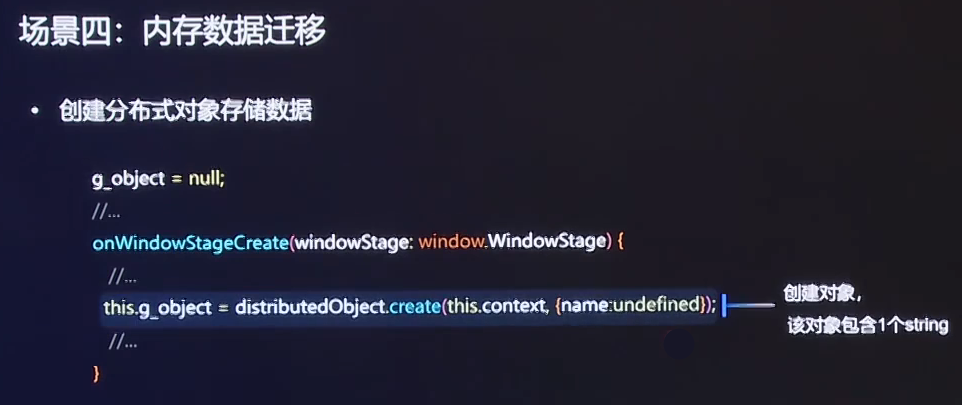 场景四：内存数据迁移
• 创建分布式对象存储数据
g_object = null;
//...
onWindowStageCreate(windowStage: window.WindowStage) {
//...
this.g_object = distributedObject.create(this.context, {name:undefined});
创建对象，
该对象包含1个string
//...
}